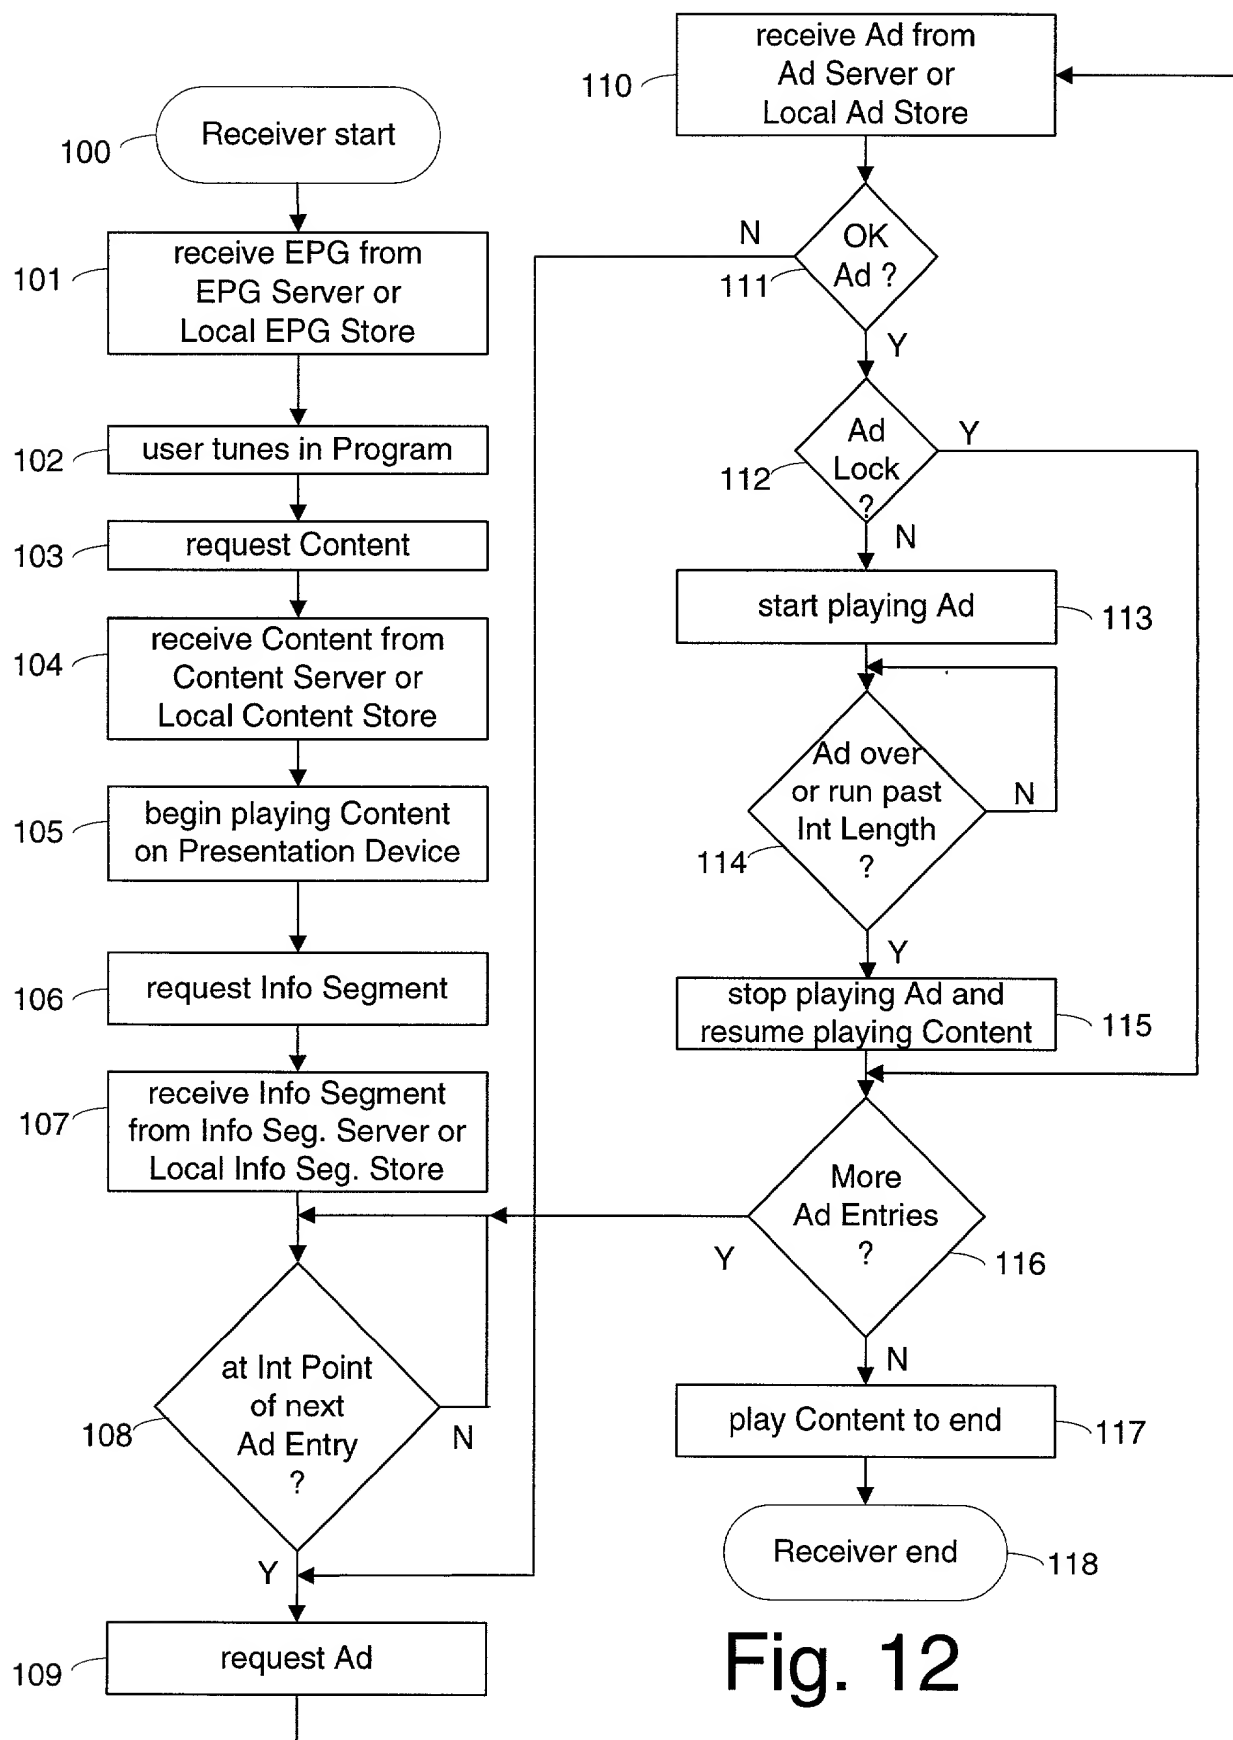 100
Receiver start
101
receive EPG from
EPG Server or
Local EPG Store
102
user tunes in Program
103
request Content
104
receive Content from
Content Server or
Local Content Store
105
begin playing Content
on Presentation Device
106
request Info Segment
107
receive Info Segment
from Info Seg. Server or
Local Info Seg. Store
108
at Int Point
of next
Ad Entry
?
N
Y
109
request Ad
110
receive Ad from
Ad Server or
Local Ad Store
111
OK
Ad ?
N
Y
112
Ad
Lock
?
Y
N
start playing Ad
113
114
Ad over
or run past
Int Length
?
N
Y
stop playing Ad and
resume playing Content
115
More
Ad Entries
?
116
Y
N
play Content to end
117
Receiver end
118
Fig. 12